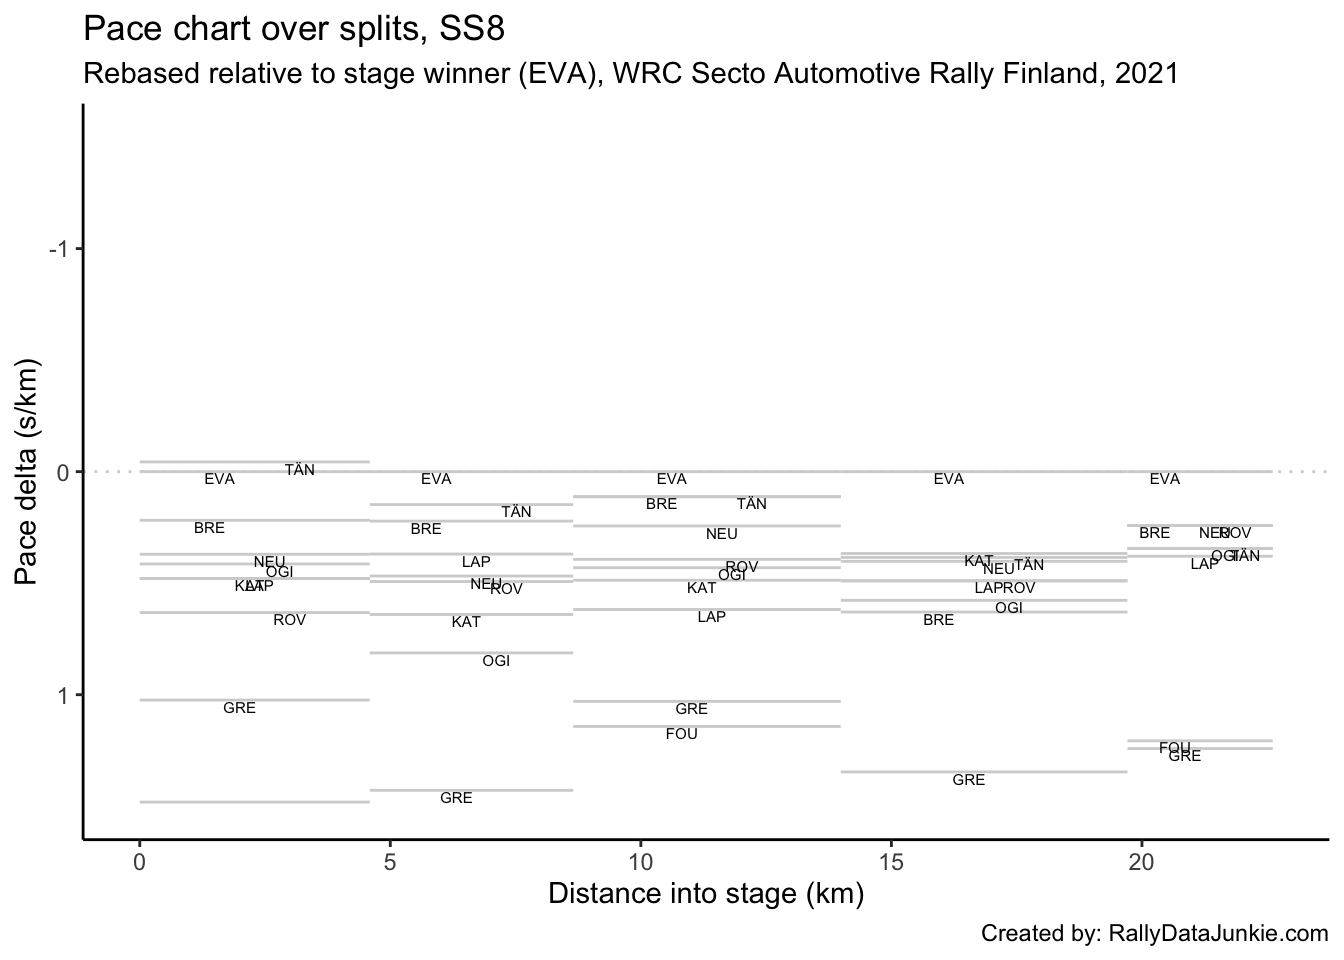 Pace chart over splits, SS8
Rebased relative to stage winner (EVA), WRC Secto Automotive Rally Finland, 2021
Pace delta (s/km)
-1
0
1
TÄN
EVA EVA EVA EVA EVA
BRE TÄN BRE TÄN BRE NEU ROV
BRE NEU
NEU LAP ROV KAT TÄN OGI TÄN
OGI OGI NEU LAP
KAT LAP NEU ROV KAT LAP ROV
ROV KAT LAP OGI BRE
OGI
GRE GRE
FOU FOU
GRE GRE GRE
0 5 10 15 20
Distance into stage (km)
Created by: RallyDataJunkie.com